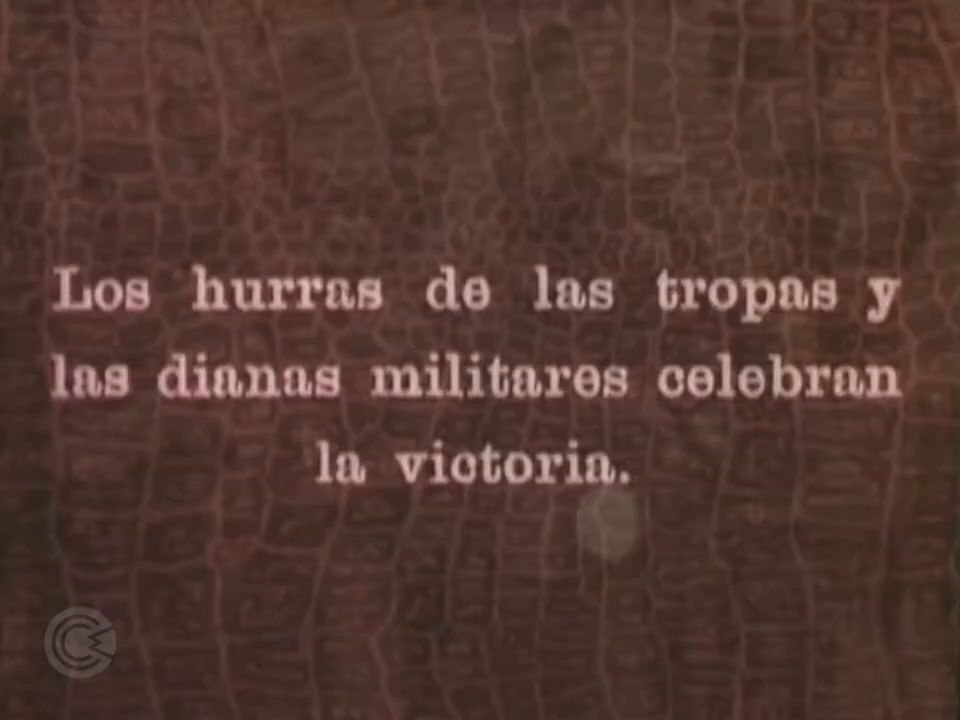 Los hurras de las tropas y
las dianas militares celebran
la victoria.